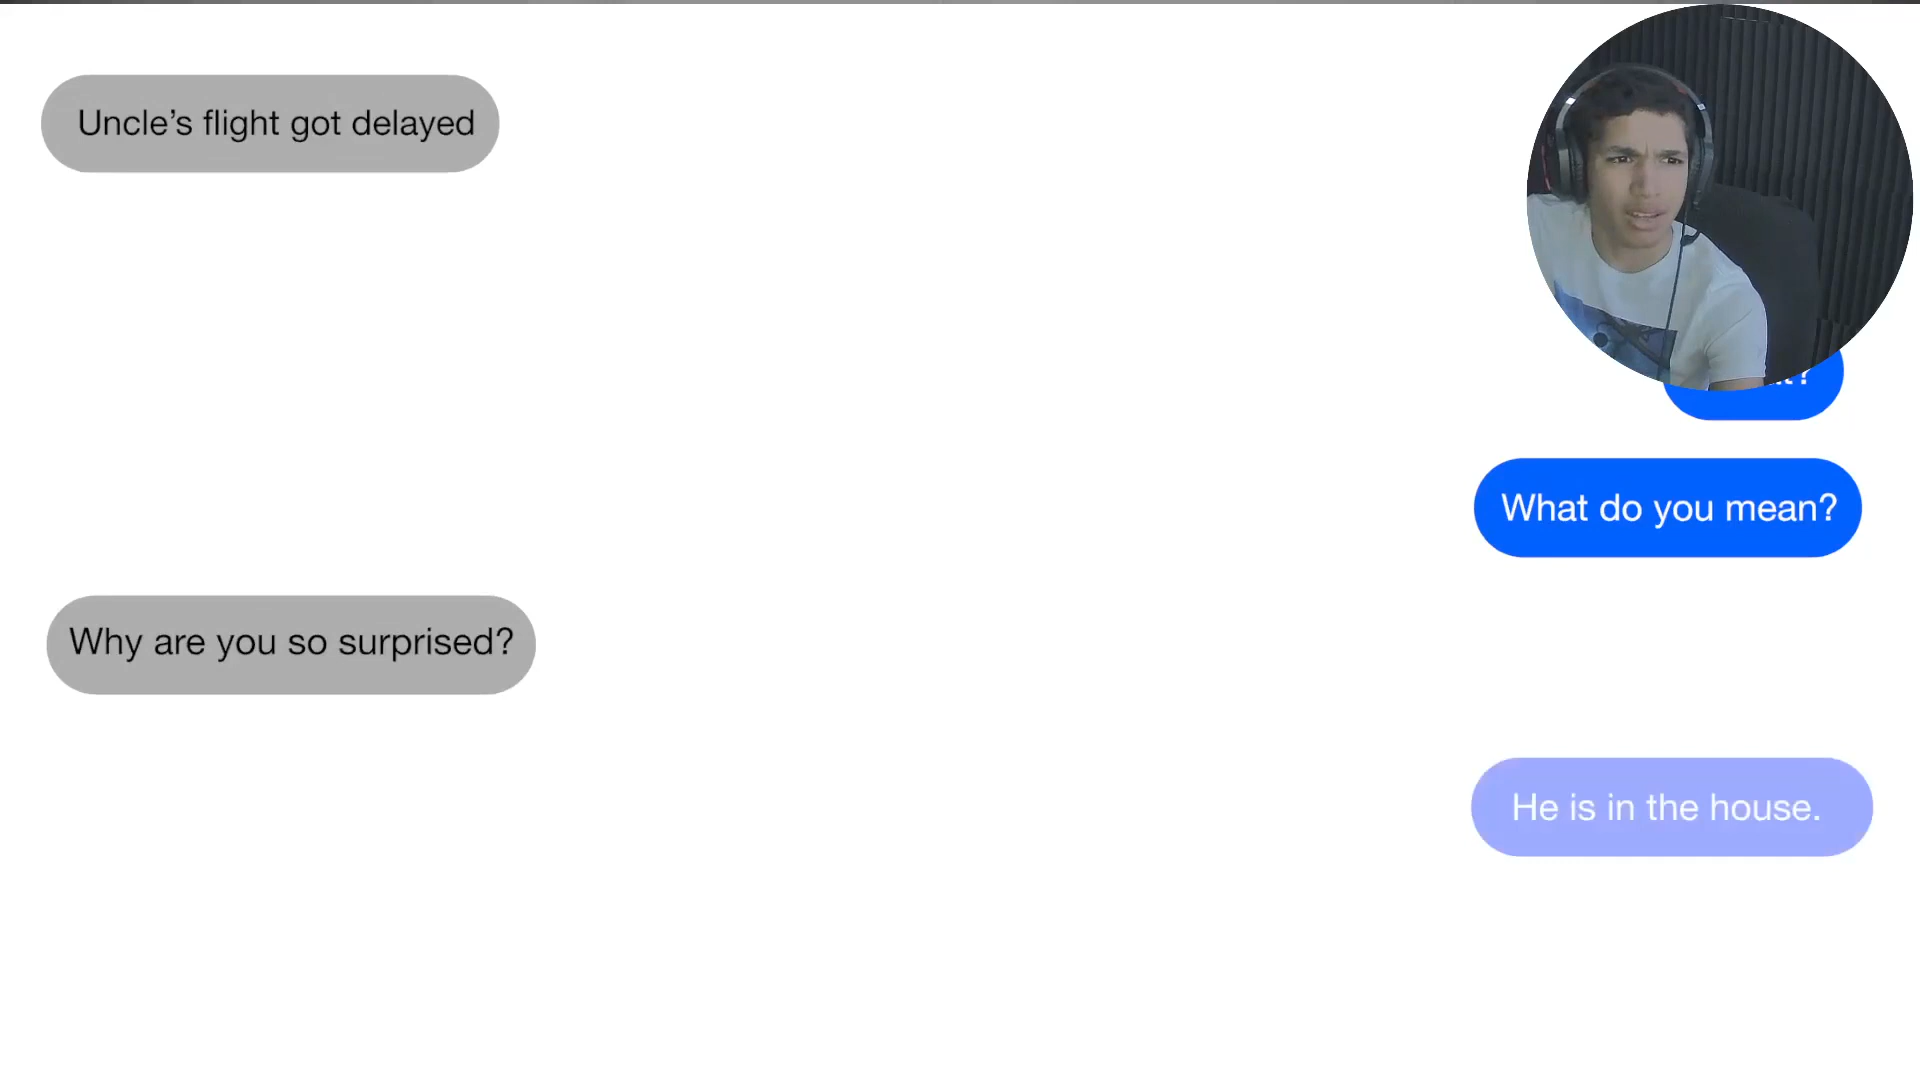 Uncle’s flight got delayed
What do you mean?
Why are you so surprised?
He is in the house.